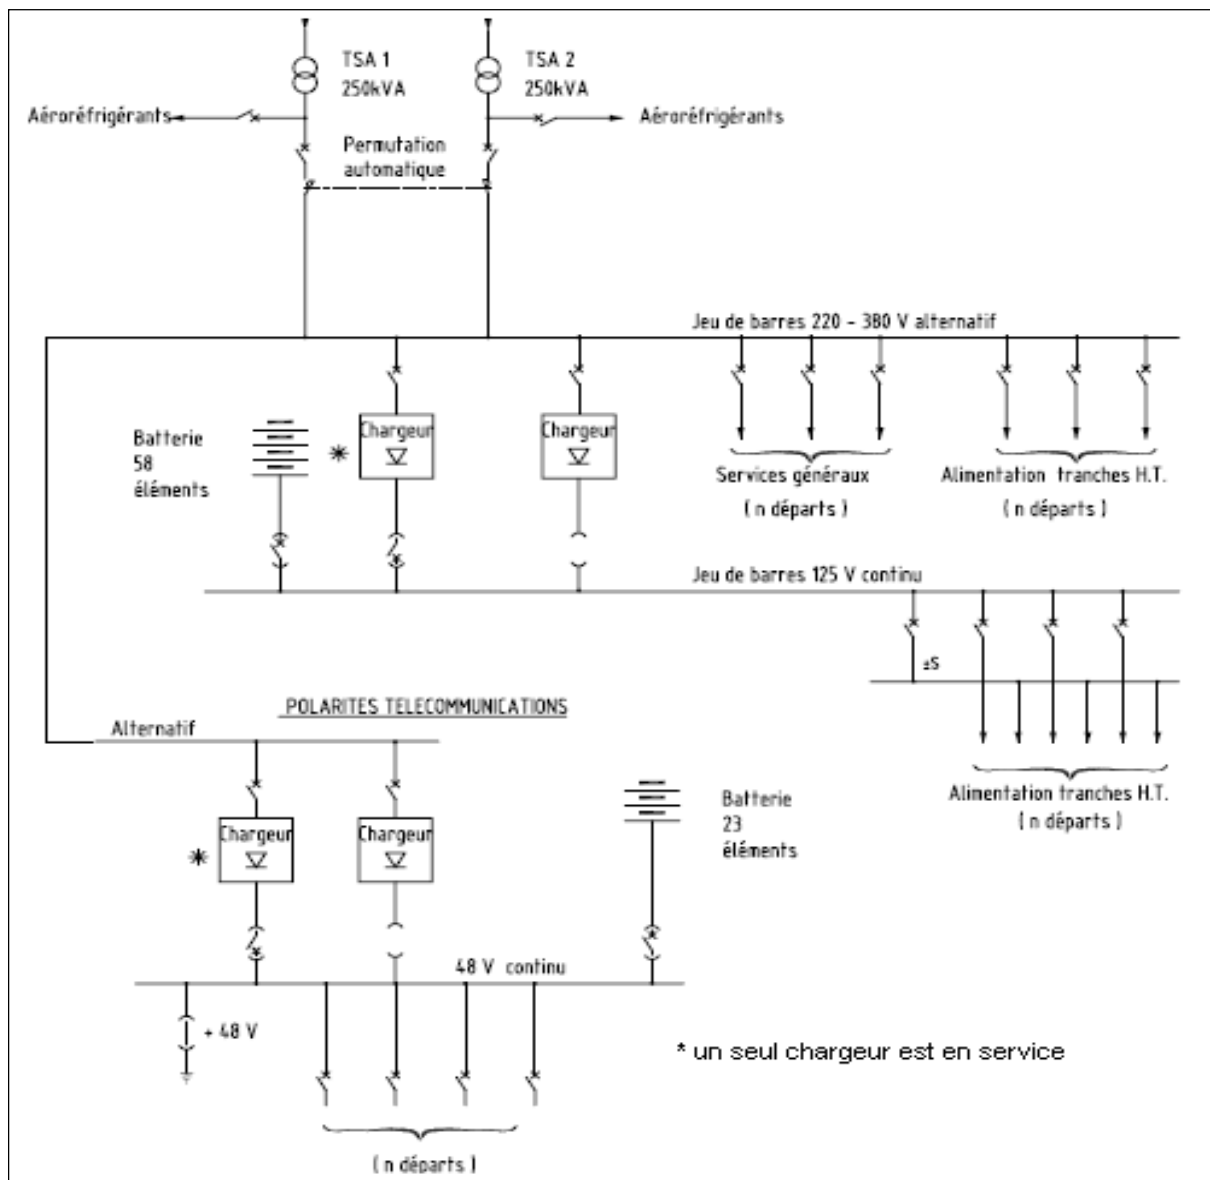 TSA 1
250kVA
TSA 2
250kVA
Aéroréfrigérants
Aéroréfrigérants
Permutation
automatique
Jeu de barres 220 - 380 V alternatif
Batterie
58
éléments
*
Chargeur
Chargeur
Services généraux
( n départs )
Alimentation tranches H.T.
( n départs )
Jeu de barres 125 V continu
±S
POLARITES TELECOMMUNICATIONS
Alternatif
*
Chargeur
Chargeur
Batterie
23
éléments
Alimentation tranches H.T.
( n départs )
48 V continu
+ 48 V
* un seul chargeur est en service
( n départs )